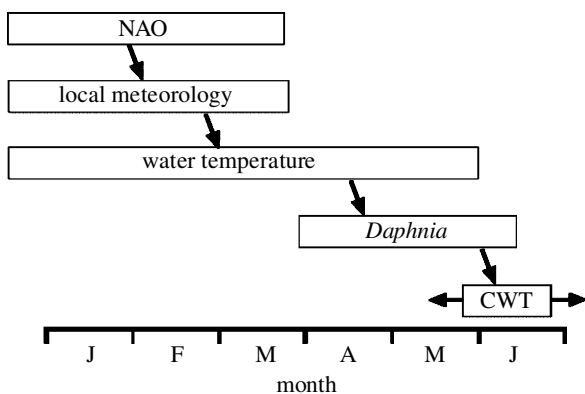 NAO
local meteorology
water temperature
Daphnia
CWT
J F M A M J
month